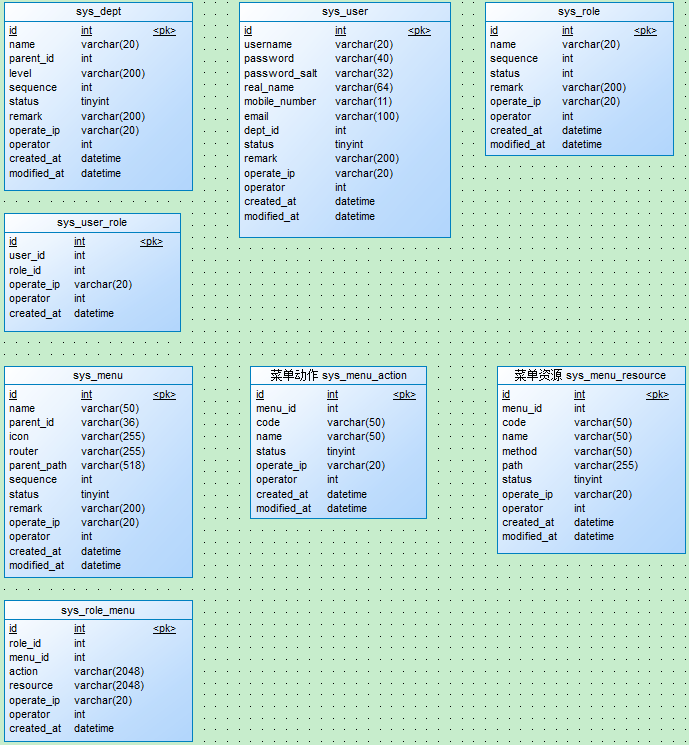 sys_dept
id int <pk>
name varchar(20)
parent_id int
level varchar(200)
sequence int
status tinyint
remark varchar(200)
operate_ip varchar(20)
operator int
created_at datetime
modified_at datetime
sys_user
id int <pk>
username varchar(20)
password varchar(40)
password_salt varchar(32)
real_name varchar(64)
mobile_number varchar(11)
email varchar(100)
dept_id int
status tinyint
remark varchar(200)
operate_ip varchar(20)
operator int
created_at datetime
modified_at datetime
sys_role
id int <pk>
name varchar(20)
sequence int
status int
remark varchar(200)
operate_ip varchar(20)
operator int
created_at datetime
modified_at datetime
sys_user_role
id int <pk>
user_id int
role_id int
operate_ip varchar(20)
operator int
created_at datetime
sys_menu
id int <pk>
name varchar(50)
parent_id varchar(36)
icon varchar(255)
router varchar(255)
parent_path varchar(518)
sequence int
status tinyint
remark varchar(200)
operate_ip varchar(20)
operator int
created_at datetime
modified_at datetime
菜单动作 sys_menu_action
id int <pk>
menu_id int
code varchar(50)
name varchar(50)
status tinyint
operate_ip varchar(20)
operator int
created_at datetime
modified_at datetime
菜单资源 sys_menu_resource
id int <pk>
menu_id int
code varchar(50)
name varchar(50)
method varchar(50)
path varchar(255)
status tinyint
operate_ip varchar(20)
operator int
created_at datetime
modified_at datetime
sys_role_menu
id int <pk>
role_id int
menu_id int
action varchar(2048)
resource varchar(2048)
operate_ip varchar(20)
operator int
created_at datetime